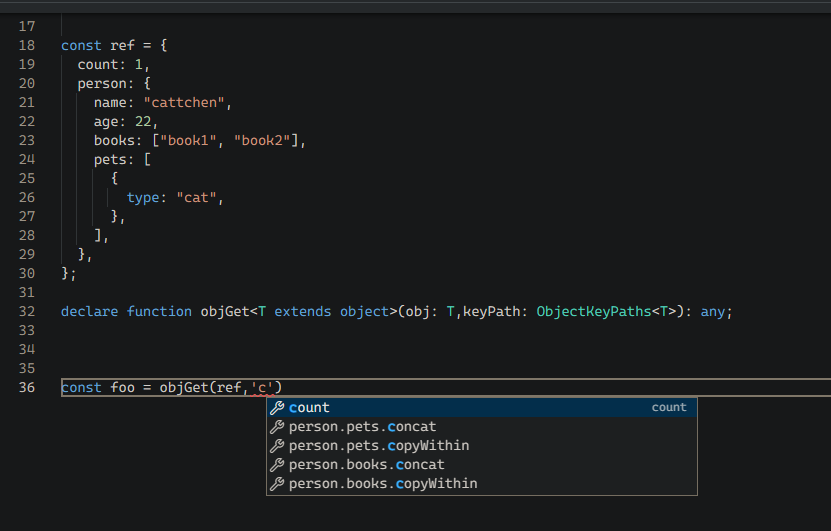 17
18 const ref = {
19   count: 1,
20   person: {
21     name: "cattchen",
22     age: 22,
23     books: ["book1", "book2"],
24     pets: [
25       {
26         type: "cat",
27       },
28     ],
29   },
30 };
31
32 declare function objGet<T extends object>(obj: T,keyPath: ObjectKeyPaths<T>): any;
33
34
35
36 const foo = objGet(ref,'c')
count count
person.pets.concat
person.pets.copyWithin
person.books.concat
person.books.copyWithin